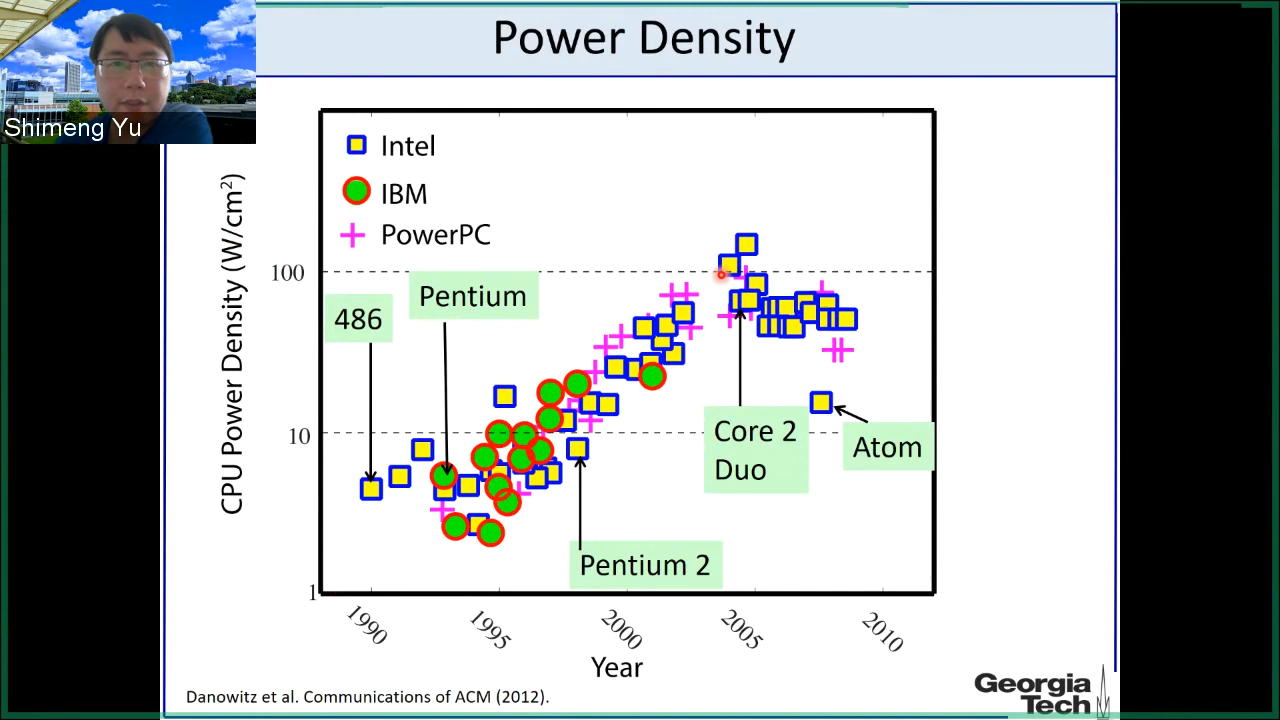 Power Density
Shimeng Yu
Intel
IBM
PowerPC
CPU Power Density (W/cm²)
100
10
1
486
Pentium
Core 2
Duo
Atom
Pentium 2
1990
1995
2000
2005
2010
Year
Danowitz et al. Communications of ACM (2012).
Georgia
Tech